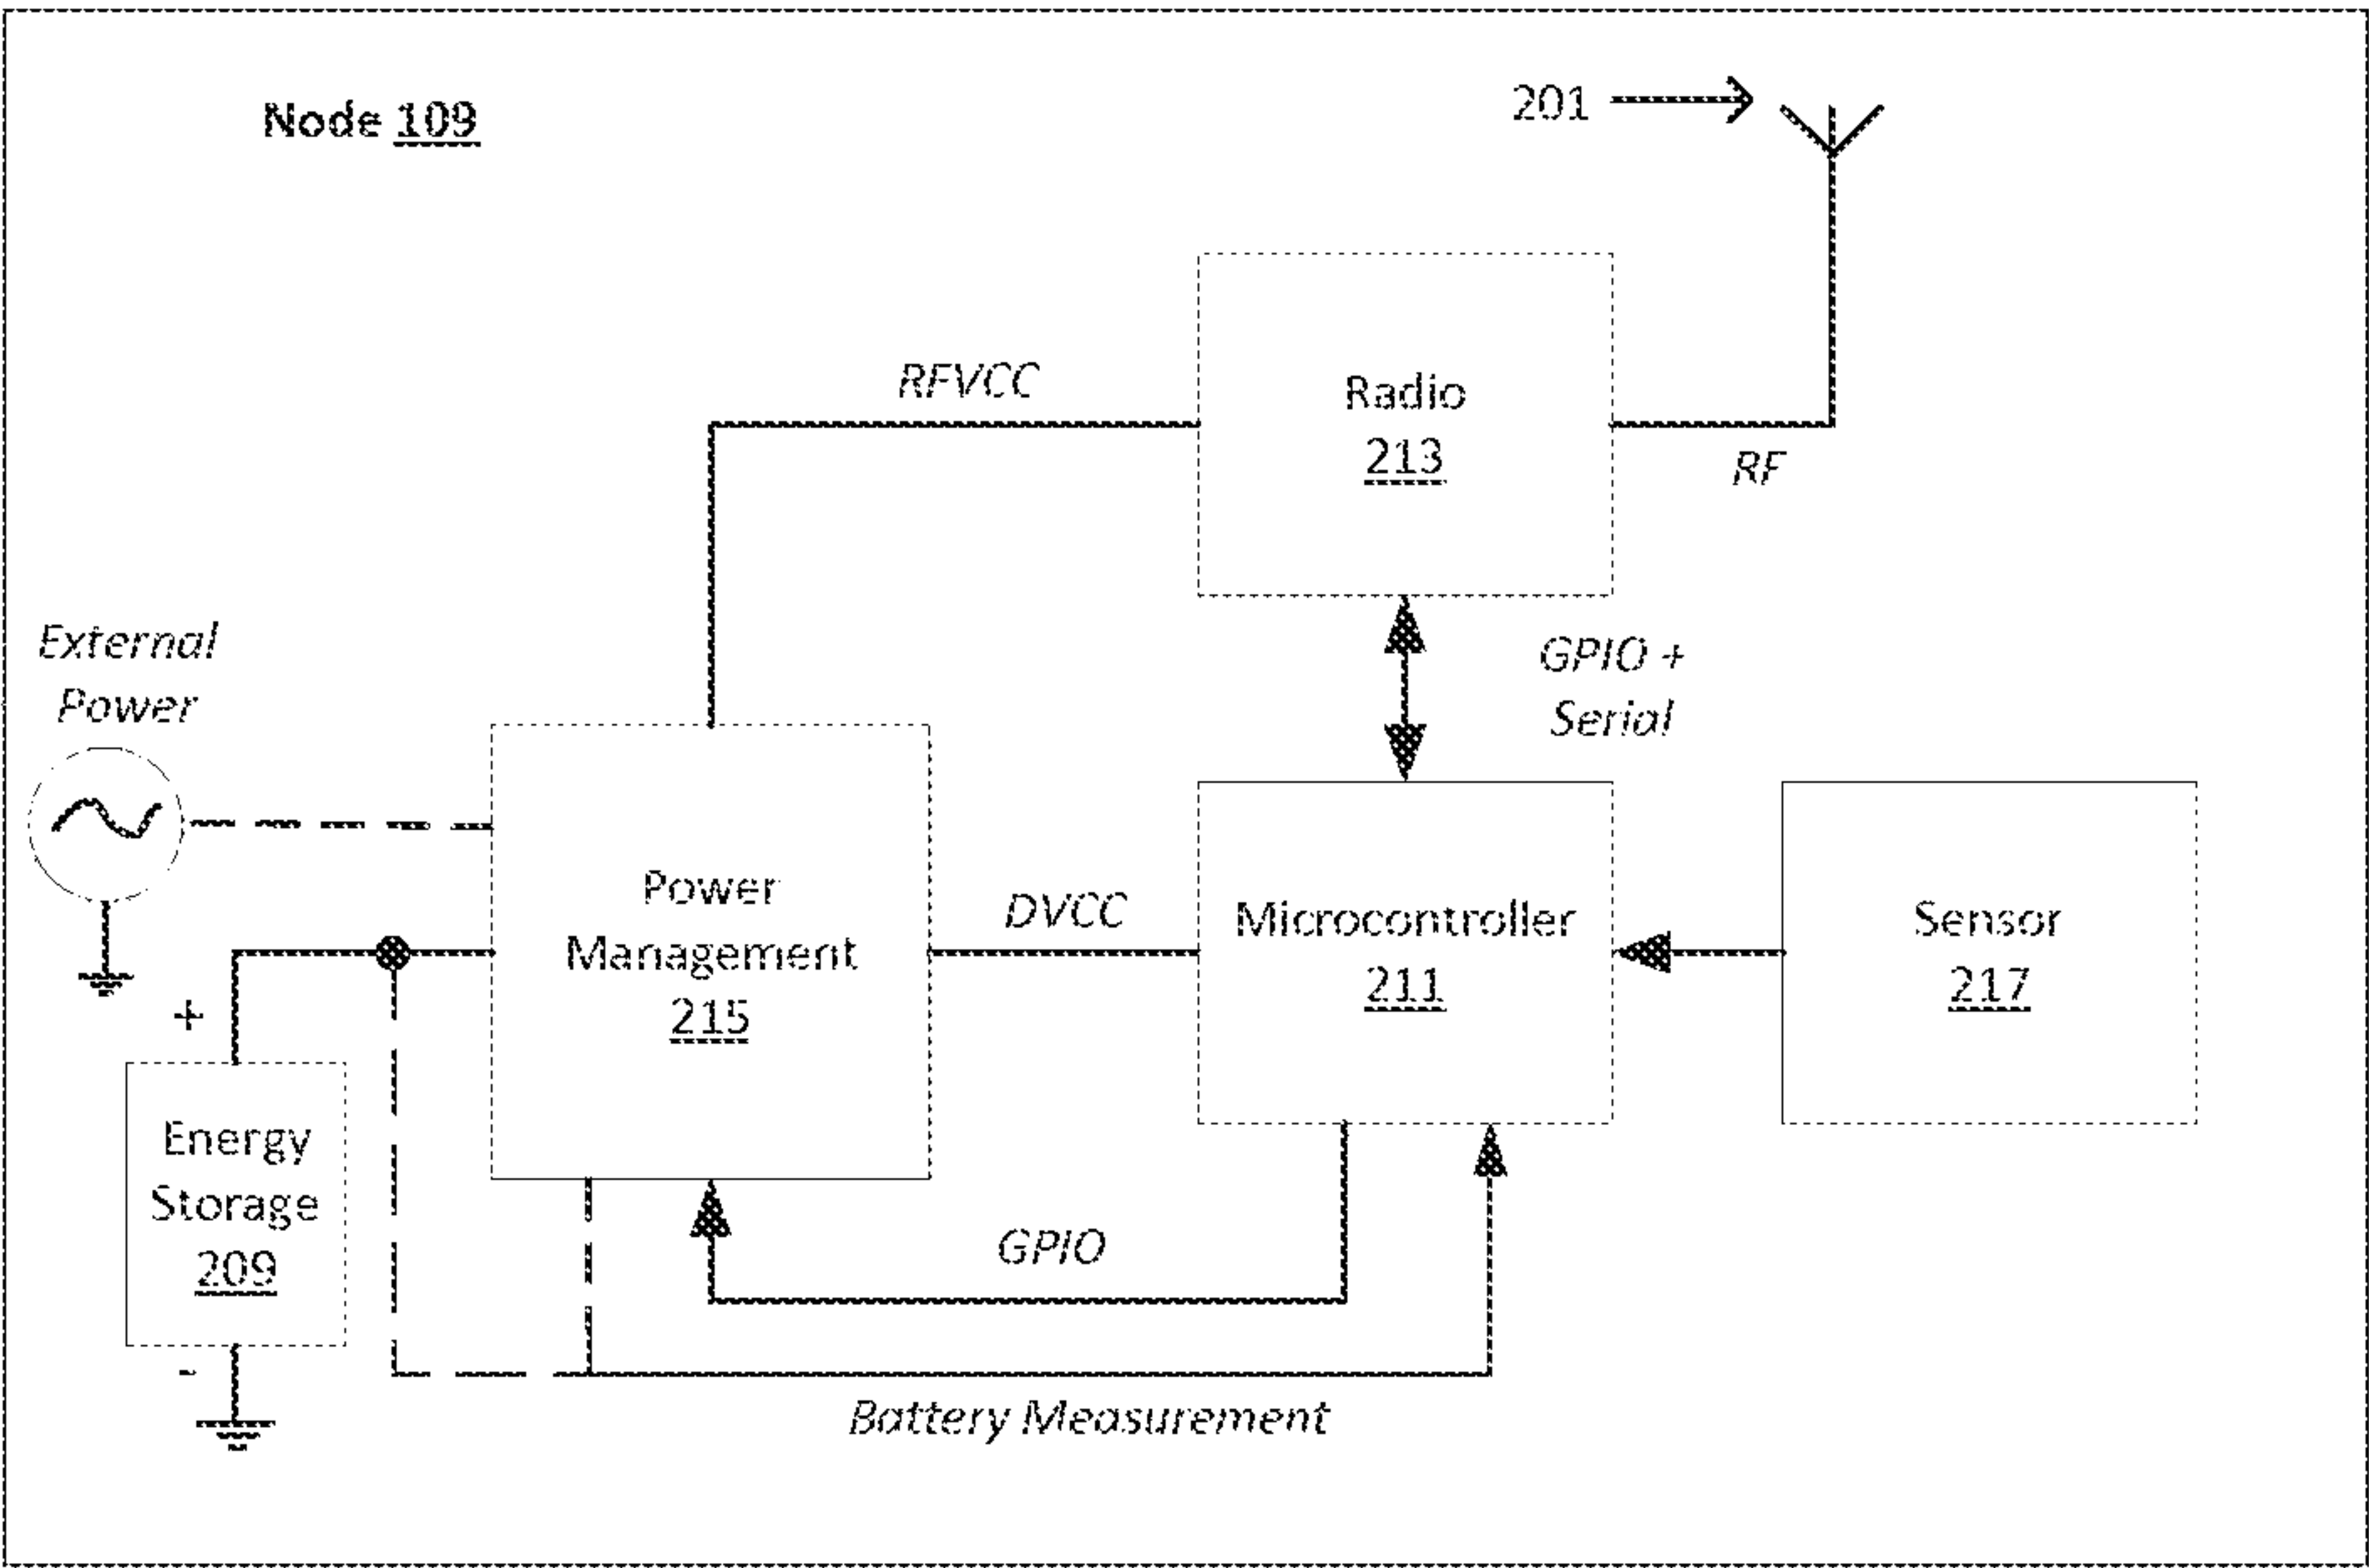 Node 109
201
RFVCC
Radio
213
RF
External
Power
GPIO +
Serial
Power
Management
215
DVCC
Microcontroller
211
Sensor
217
+
Energy
Storage
209
-
GPIO
Battery Measurement